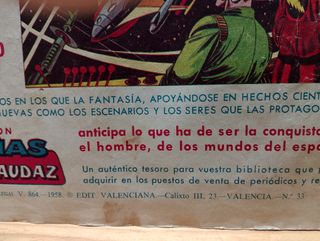 OS EN LOS QUE LA FANTASÍA, APOYÁNDOSE EN HECHOS CIENT
UEVAS COMO LOS ESCENARIOS Y LOS SERES QUE LAS PROTAGO
ON
ÑAS
AUDAZ
anticipa lo que ha de ser la conquista
el hombre, de los mundos del espa
Un auténtico tesoro para vuestra biblioteca que p
adquirir en los puestos de venta de periódicos y re
V. 864.—1958. © EDIT VALENCIANA—Calixto III, 23—VALENCIA—N.° 33